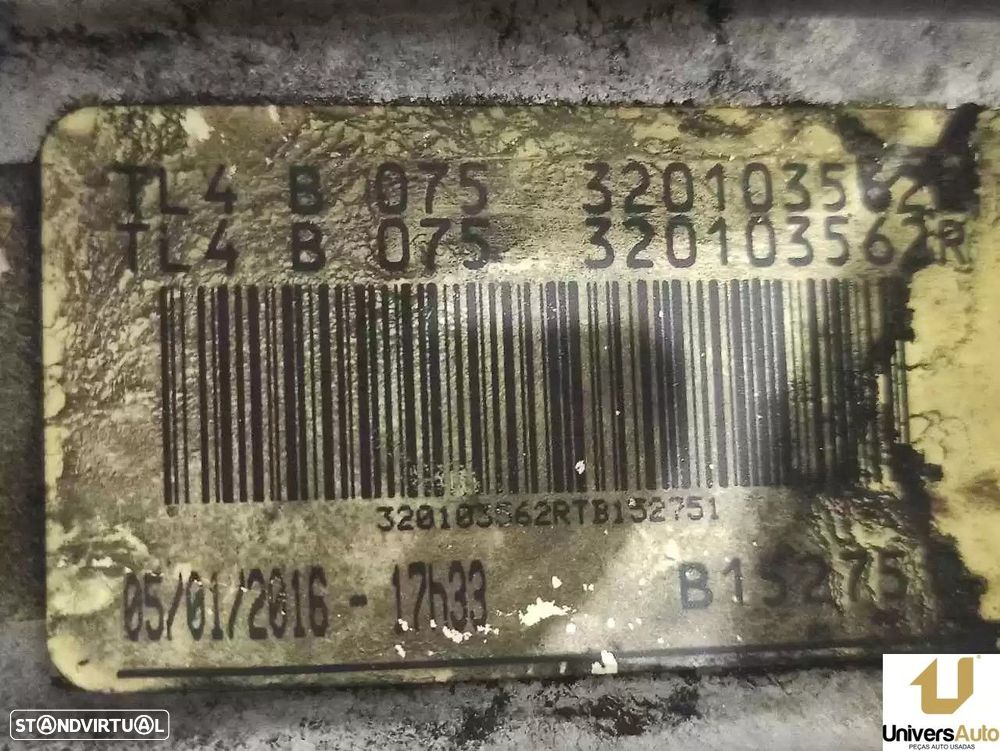 TL4 B 075 320103562
TL4 B 075 320103562R
320103562RTB152751
05/01/2016 - 17h33 B15275
STANDVIRTUAL
UniversAuto
PEÇAS AUTO USADAS